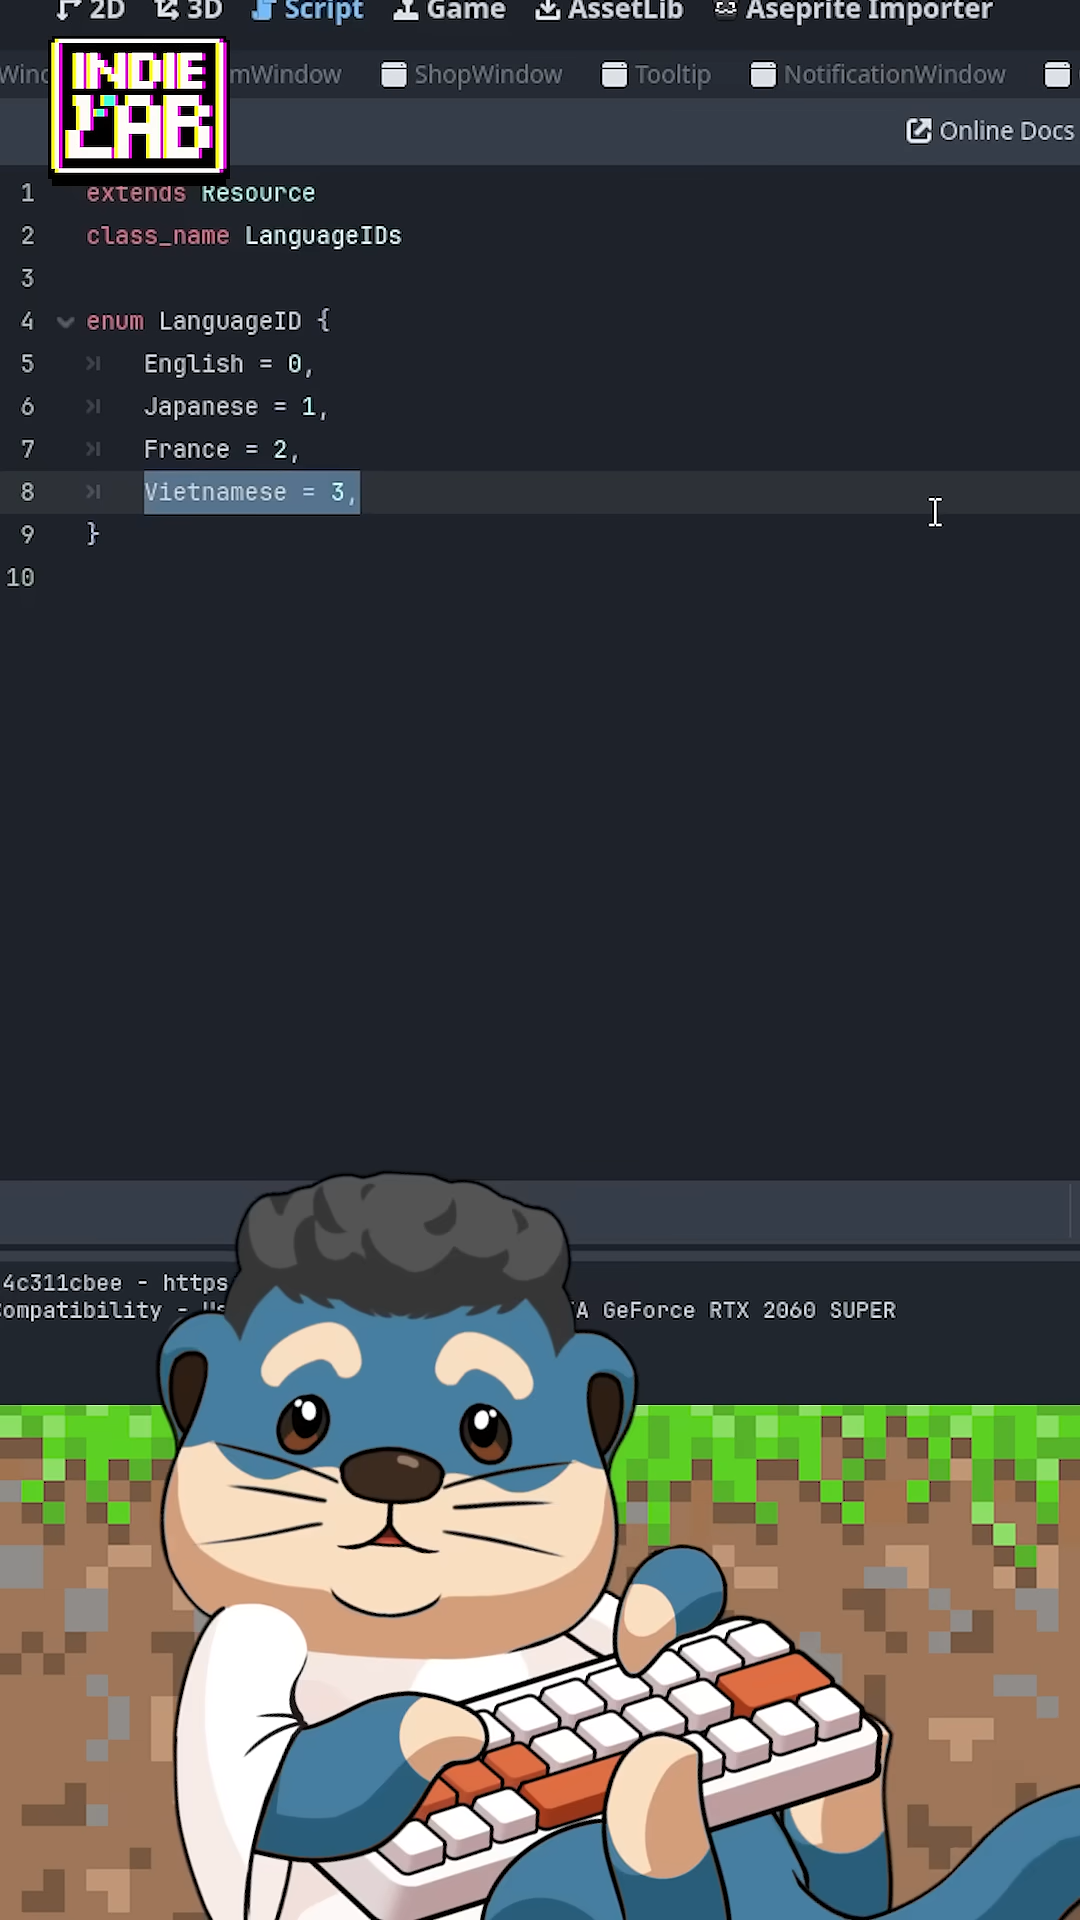 2D 3D Script Game AssetLib Aseprite Importer
INDIE LAB
mWindow ShopWindow Tooltip NotificationWindow
Online Docs
1 extends Resource
2 class_name LanguageIDs
3
4 enum LanguageID {
5 English = 0,
6 Japanese = 1,
7 France = 2,
8 Vietnamese = 3,
9 }
10
4c311cbee - https
ompatibility - Us A GeForce RTX 2060 SUPER